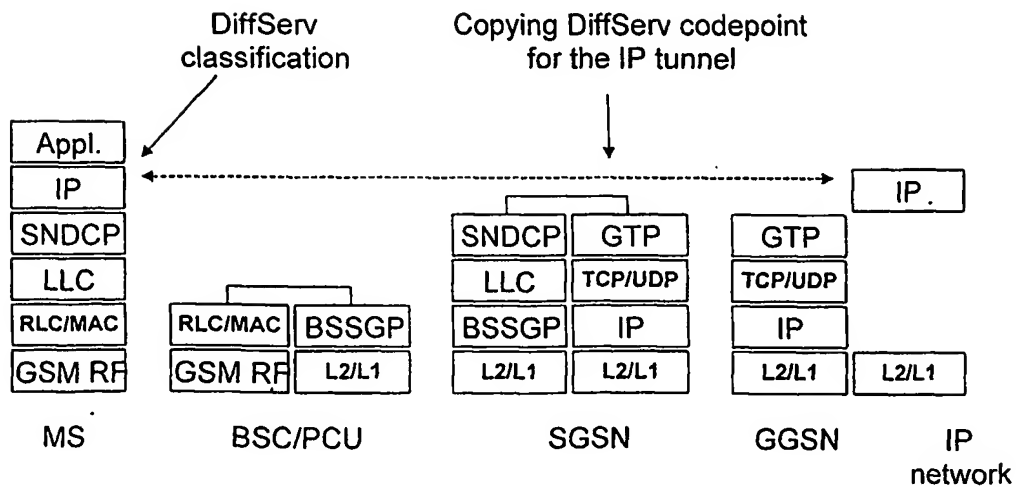 DiffServ
classification
Copying DiffServ codepoint
for the IP tunnel
Appl.
IP
IP.
SNDCP
SNDCP GTP
GTP
LLC
LLC TCP/UDP
TCP/UDP
RLC/MAC
RLC/MAC BSSGP
BSSGP IP
IP
GSM RF
GSM RF L2/L1
L2/L1 L2/L1
L2/L1 L2/L1
MS
BSC/PCU
SGSN
GGSN
IP
network